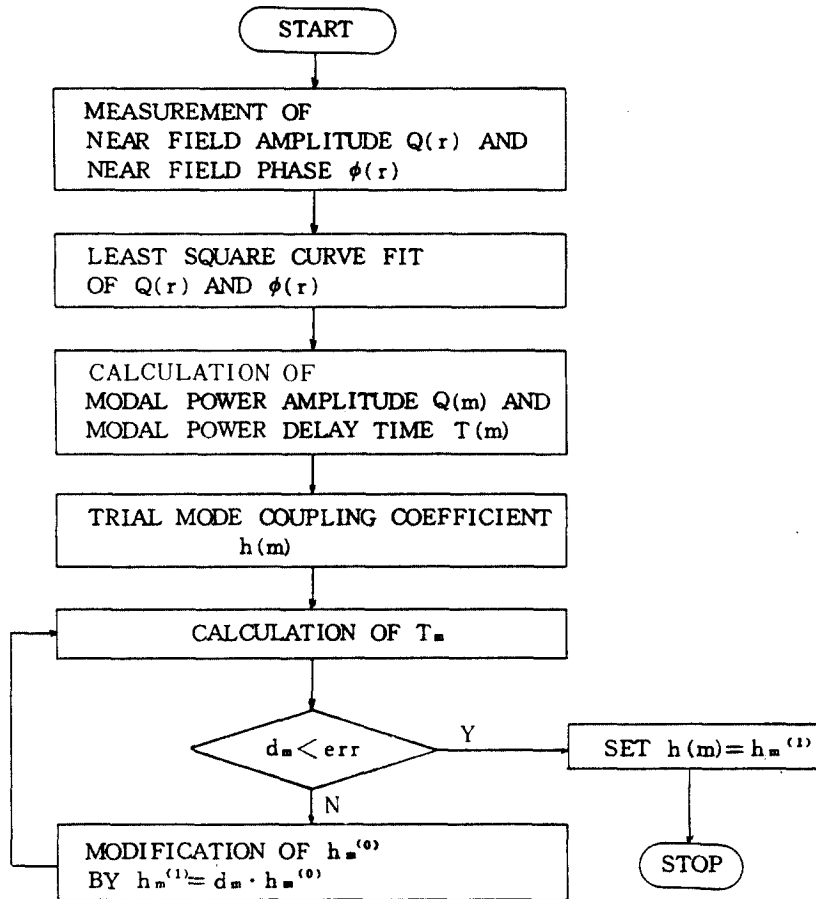 START
MEASUREMENT OF
NEAR FIELD AMPLITUDE Q(r) AND
NEAR FIELD PHASE ϕ(r)
LEAST SQUARE CURVE FIT
OF Q(r) AND ϕ(r)
CALCULATION OF
MODAL POWER AMPLITUDE Q(m) AND
MODAL POWER DELAY TIME T(m)
TRIAL MODE COUPLING COEFFICIENT
h(m)
CALCULATION OF Tₘ
dₘ < err
Y
SET h(m)=hₘ⁽¹⁾
N
MODIFICATION OF hₘ⁽⁰⁾
BY hₘ⁽¹⁾=dₘ·hₘ⁽⁰⁾
STOP